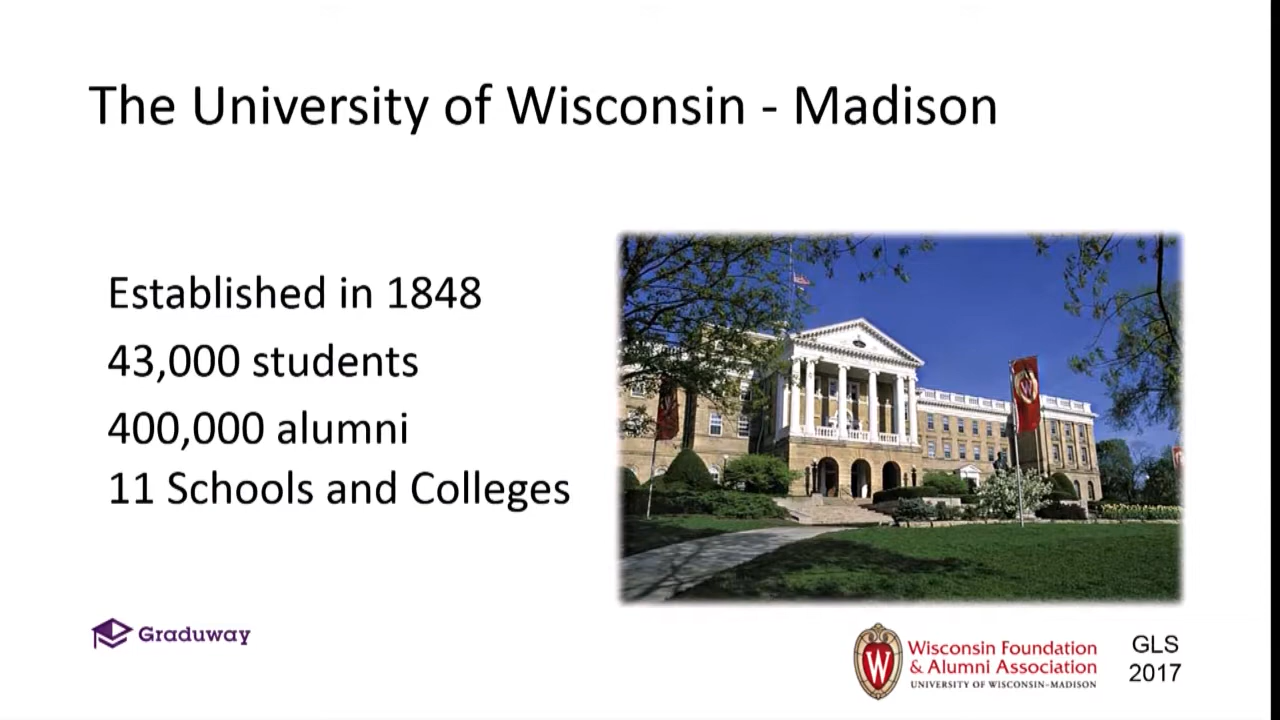 The University of Wisconsin - Madison
Established in 1848
43,000 students
400,000 alumni
11 Schools and Colleges
Graduway
W
Wisconsin Foundation
& Alumni Association
UNIVERSITY OF WISCONSIN–MADISON
GLS
2017